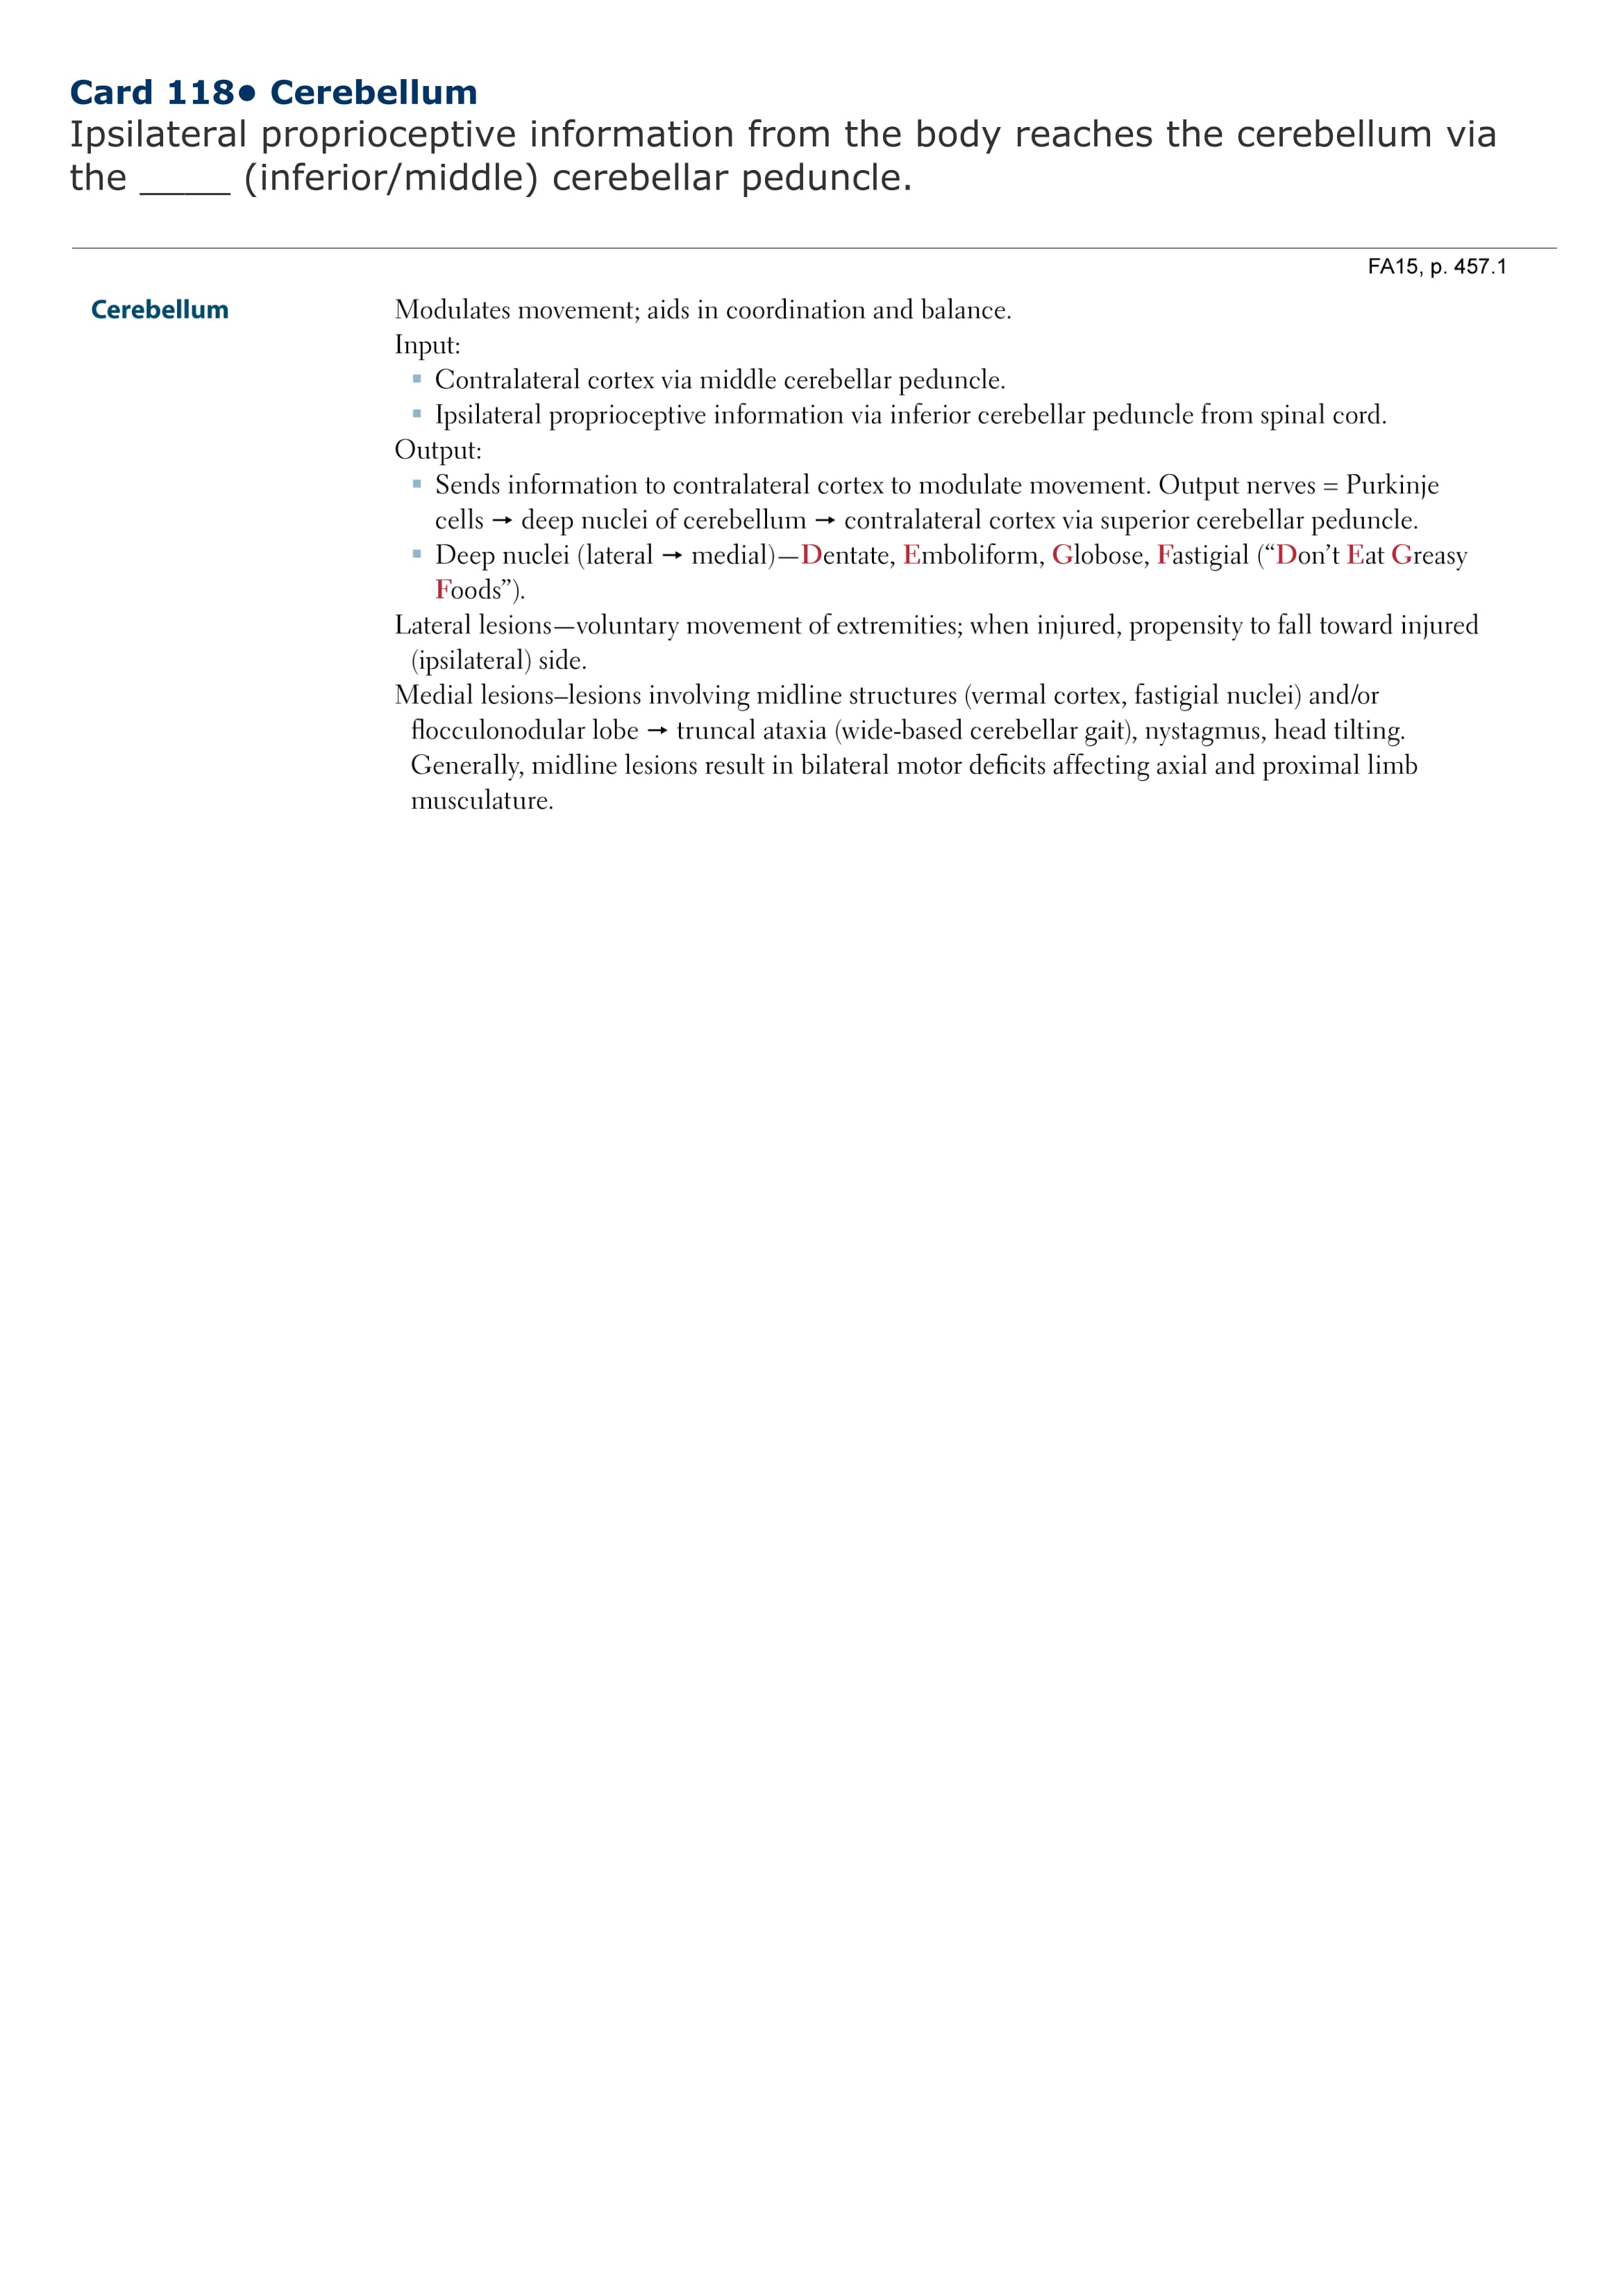 Card 118• Cerebellum
Ipsilateral proprioceptive information from the body reaches the cerebellum via
the ____ (inferior/middle) cerebellar peduncle.
FA15, p. 457.1
Cerebellum
Modulates movement; aids in coordination and balance.
Input:
▪ Contralateral cortex via middle cerebellar peduncle.
▪ Ipsilateral proprioceptive information via inferior cerebellar peduncle from spinal cord.
Output:
▪ Sends information to contralateral cortex to modulate movement. Output nerves = Purkinje
cells → deep nuclei of cerebellum → contralateral cortex via superior cerebellar peduncle.
▪ Deep nuclei (lateral → medial)—Dentate, Emboliform, Globose, Fastigial (“Don’t Eat Greasy
Foods”).
Lateral lesions—voluntary movement of extremities; when injured, propensity to fall toward injured
(ipsilateral) side.
Medial lesions–lesions involving midline structures (vermal cortex, fastigial nuclei) and/or
flocculonodular lobe → truncal ataxia (wide-based cerebellar gait), nystagmus, head tilting.
Generally, midline lesions result in bilateral motor deficits affecting axial and proximal limb
musculature.